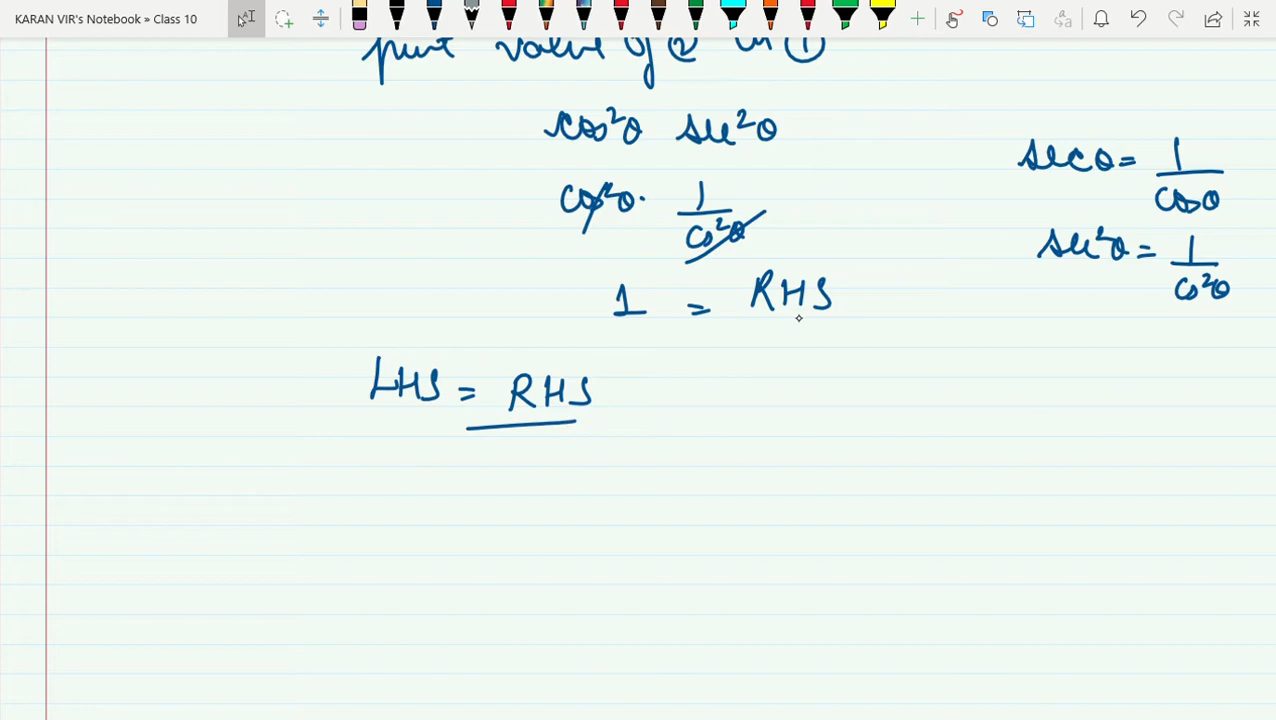 KARAN VIR's Notebook » Class 10
put value of ② in ①
cos²θ sec²θ
cos²θ · 1/cos²θ
1 = RHS
LHS = RHS
secθ = 1/cosθ
sec²θ = 1/cos²θ